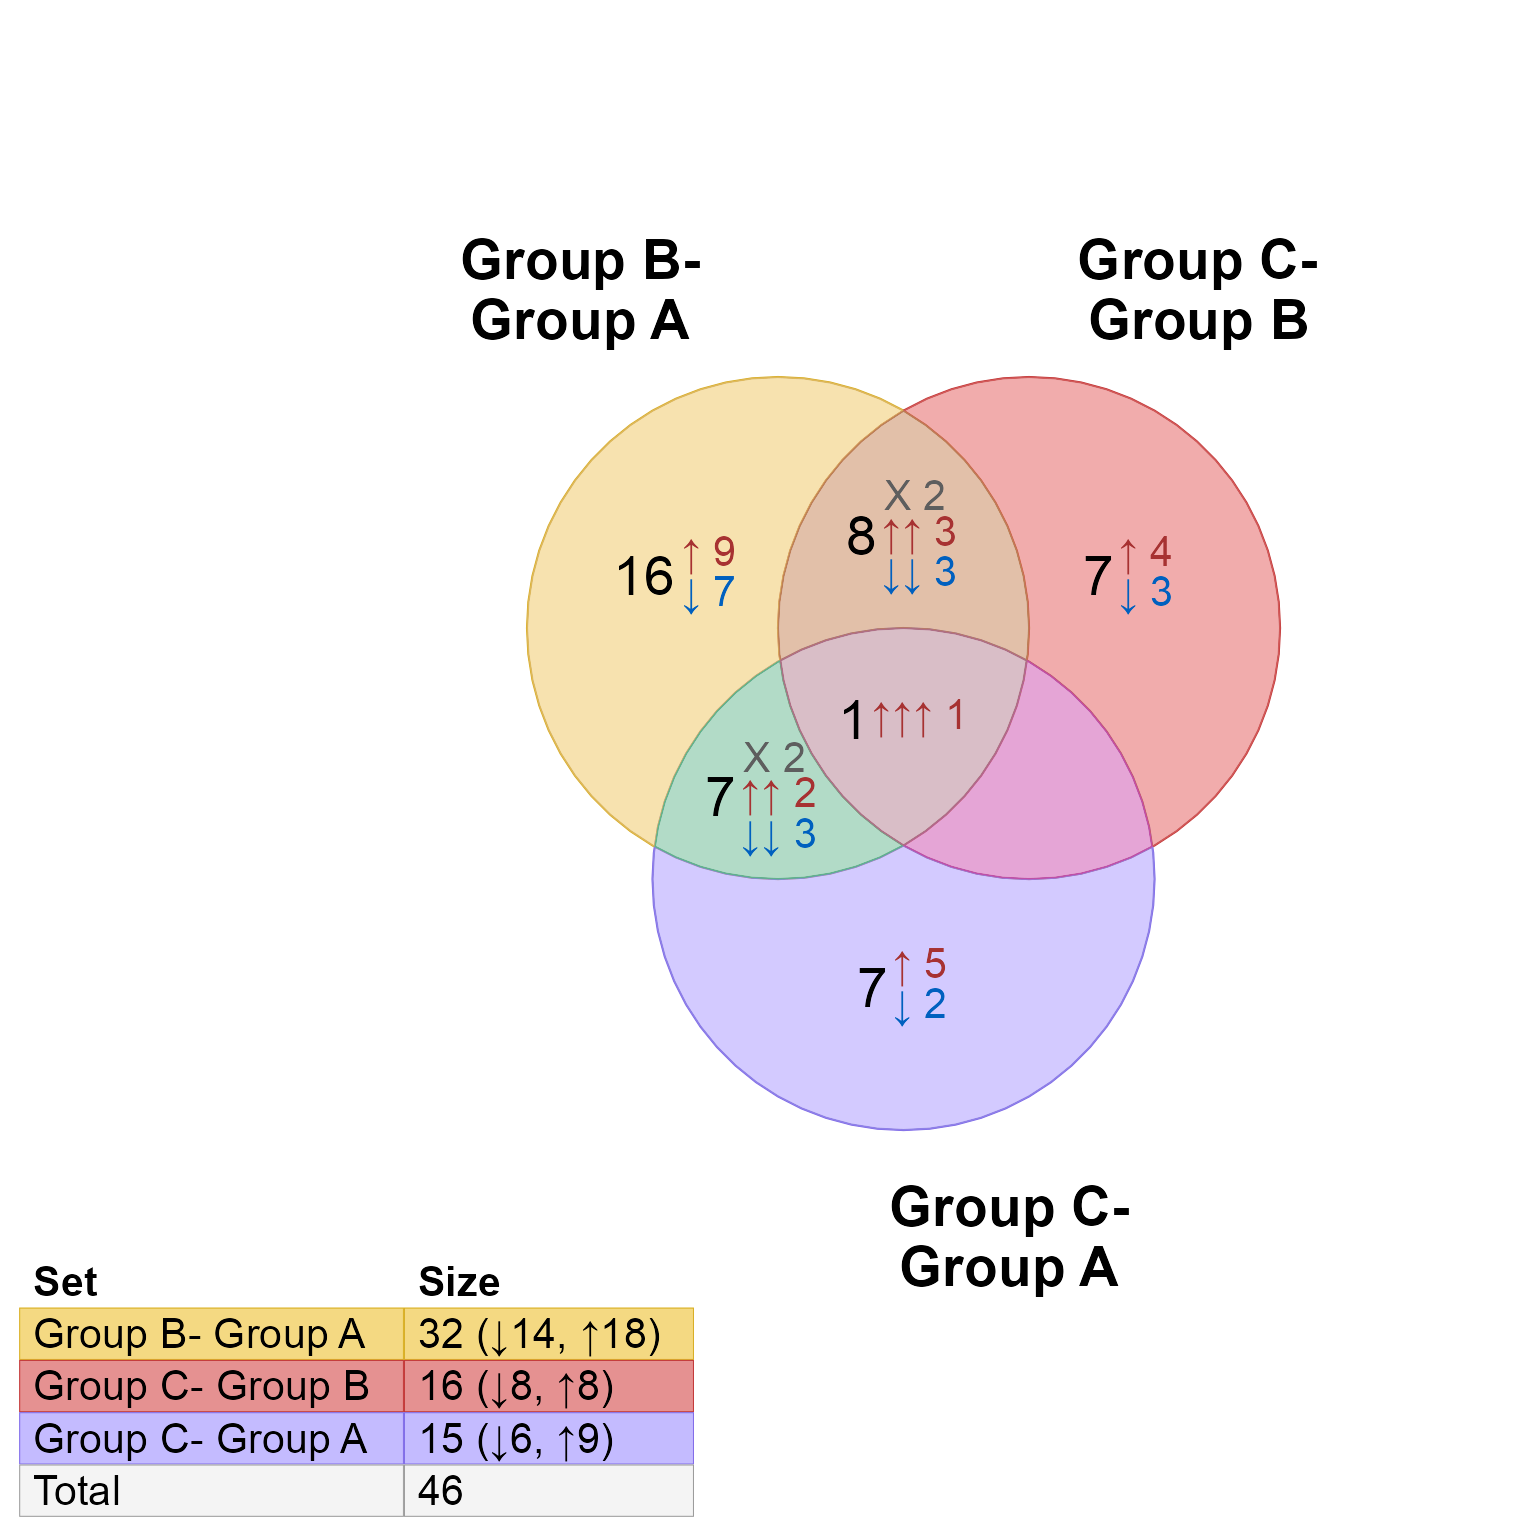 Group B-
Group A
Group C-
Group B
X 2
8 ↑↑ 3
↓↓ 3
16 ↑ 9
↓ 7
7 ↑ 4
↓ 3
1 ↑↑↑ 1
X 2
7 ↑↑ 2
↓↓ 3
7 ↑ 5
↓ 2
Group C-
Group A
Set Size
Group B- Group A 32 (↓14, ↑18)
Group C- Group B 16 (↓8, ↑8)
Group C- Group A 15 (↓6, ↑9)
Total 46